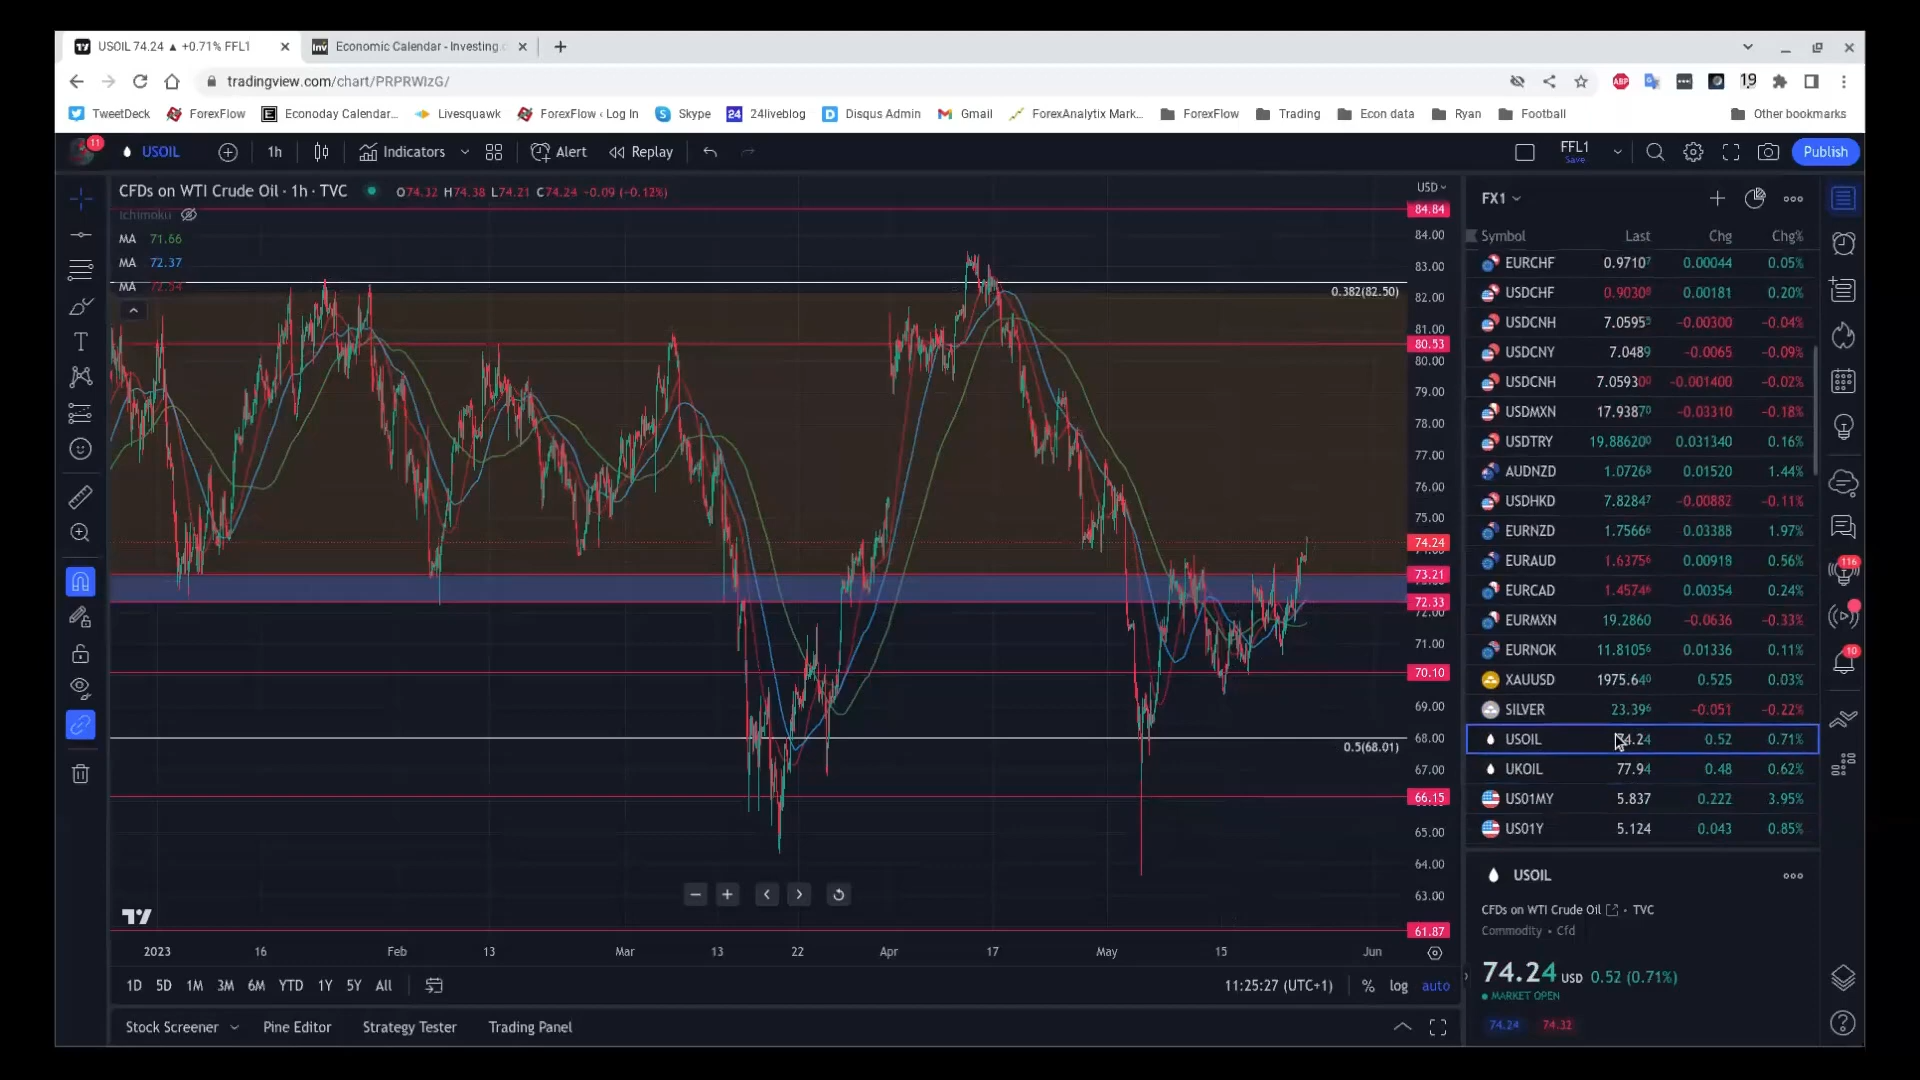 USOIL 74.24 ▲ +0.71% FFL1
Economic Calendar - Investing.c
tradingview.com/chart/PRPRWIzG/
ABP
19
TweetDeck ForexFlow Econoday Calendar... Livesquawk ForexFlow ‹ Log In Skype 24 24liveblog Disqus Admin Gmail ForexAnalytix Mark... ForexFlow Trading Econ data Ryan Football Other bookmarks
11 USOIL 1h Indicators Alert Replay FFL1 Save Publish
CFDs on WTI Crude Oil · 1h · TVC O74.32 H74.38 L74.21 C74.24 -0.09 (-0.12%)
Ichimoku
MA 71.66
MA 72.37
MA 72.54
USD
84.84
84.00
83.00
0.382(82.50)
82.00
81.00
80.53
80.00
79.00
78.00
77.00
76.00
75.00
74.24
73.21
72.33
72.00
71.00
70.10
69.00
68.00
0.5(68.01)
67.00
66.15
65.00
64.00
63.00
61.87
2023 16 Feb 13 Mar 13 22 Apr 17 May 15 Jun
1D 5D 1M 3M 6M YTD 1Y 5Y All 11:25:27 (UTC+1) % log auto
Stock Screener Pine Editor Strategy Tester Trading Panel
FX1
Symbol Last Chg Chg%
EURCHF 0.97107 0.00044 0.05%
USDCHF 0.90308 0.00181 0.20%
USDCNH 7.05953 -0.00300 -0.04%
USDCNY 7.0489 -0.0065 -0.09%
USDCNH 7.059300 -0.001400 -0.02%
USDMXN 17.93870 -0.03310 -0.18%
USDTRY 19.886200 0.031340 0.16%
AUDNZD 1.07268 0.01520 1.44%
USDHKD 7.82847 -0.00882 -0.11%
EURNZD 1.75666 0.03388 1.97%
EURAUD 1.63756 0.00918 0.56%
EURCAD 1.45746 0.00354 0.24%
EURMXN 19.2860 -0.0636 -0.33%
EURNOK 11.81056 0.01336 0.11%
XAUUSD 1975.640 0.525 0.03%
SILVER 23.396 -0.051 -0.22%
USOIL 74.24 0.52 0.71%
UKOIL 77.94 0.48 0.62%
US01MY 5.837 0.222 3.95%
US01Y 5.124 0.043 0.85%
USOIL
CFDs on WTI Crude Oil · TVC
Commodity · Cfd
74.24 USD 0.52 (0.71%)
MARKET OPEN
74.24 74.32
116
10